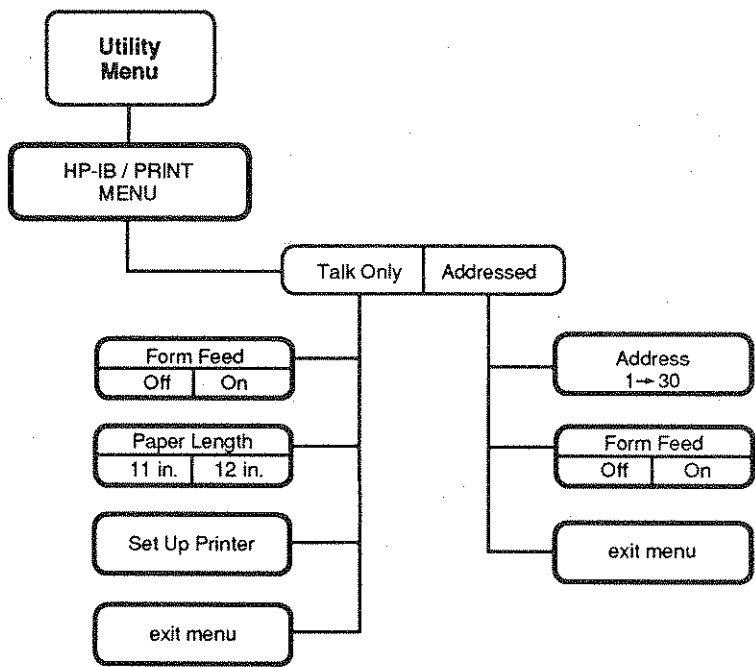 Utility
Menu
HP-IB / PRINT
MENU
Talk Only Addressed
Form Feed
Off On
Paper Length
11 in. 12 in.
Set Up Printer
exit menu
Address
1→30
Form Feed
Off On
exit menu